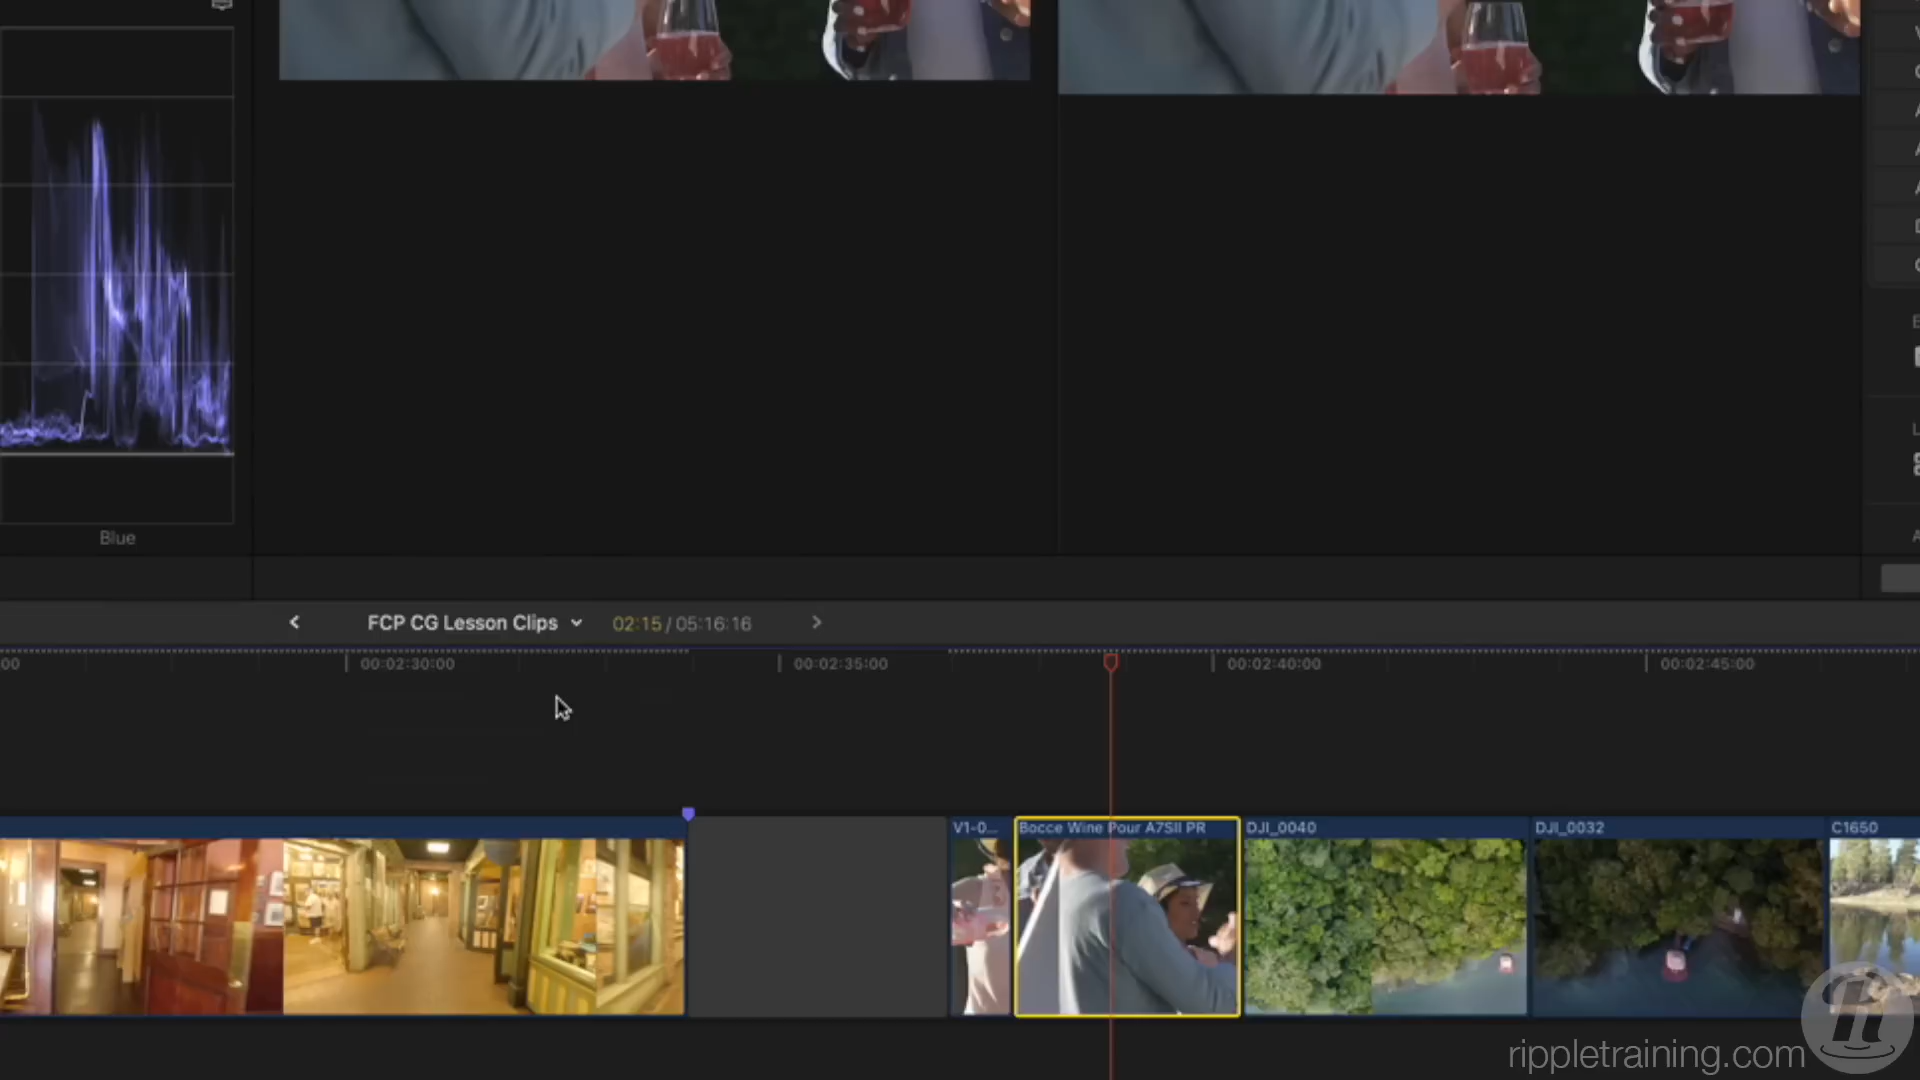 Blue
FCP CG Lesson Clips 02:15 / 05:16:16
00 00:02:30:00 00:02:35:00 00:02:40:00 00:02:45:00
V1-0... Bocce Wine Pour A7SII PR DJI_0040 DJI_0032 C1650
rippletraining.com